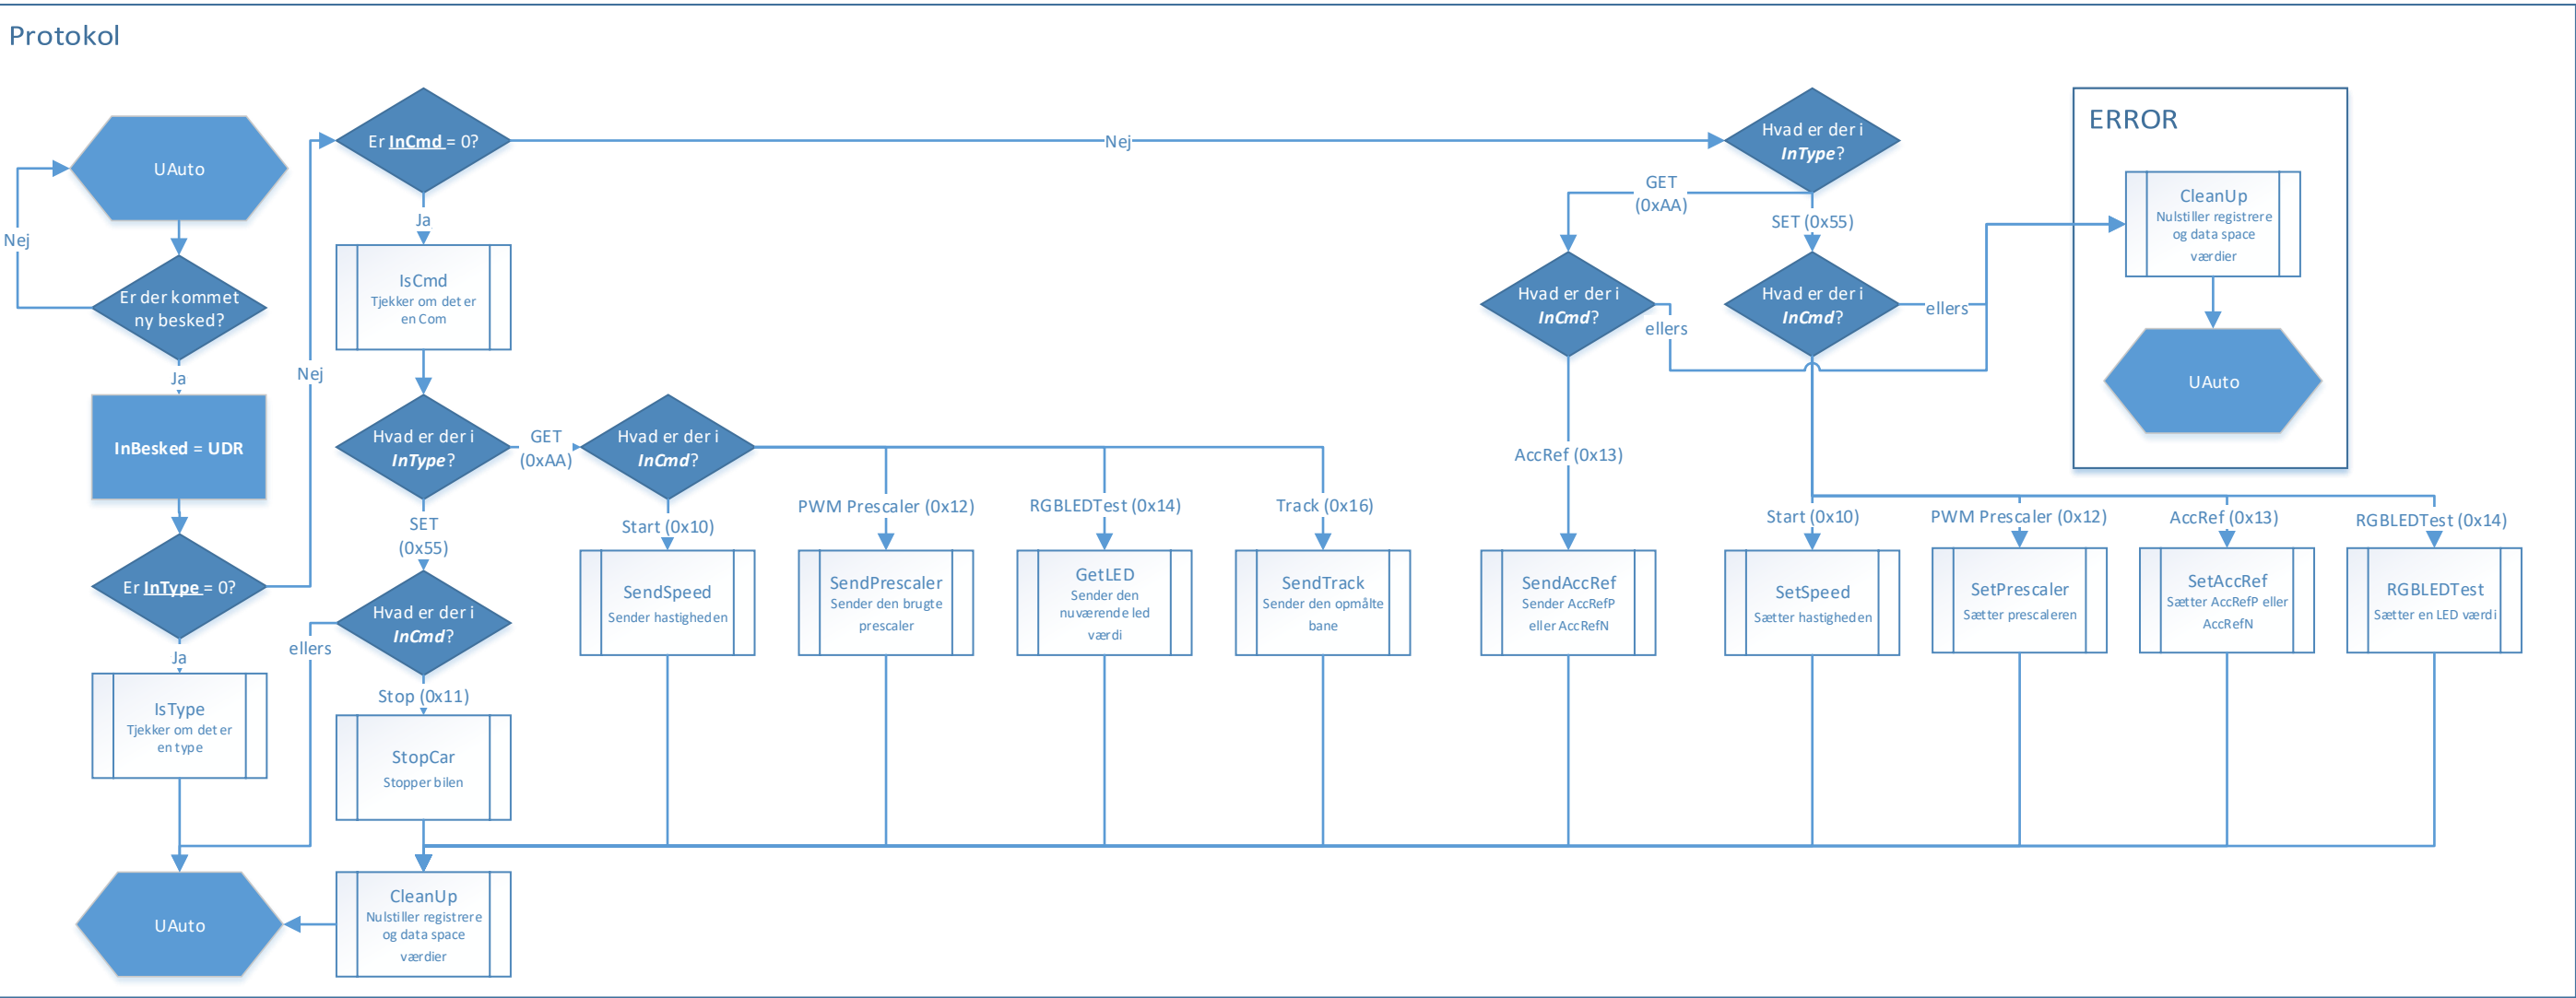 Protokol
UAuto
Nej
Er der kommet
ny besked?
Ja
InBesked = UDR
Er InType = 0?
Nej
Ja
IsType
Tjekker om det er
en type
UAuto
Er InCmd = 0?
Nej
Ja
IsCmd
Tjekker om det er
en Com
Hvad er der i
InType?
GET
(0xAA)
SET
(0x55)
Hvad er der i
InCmd?
ellers
Stop (0x11)
StopCar
Stopper bilen
CleanUp
Nulstiller registrere
og data space
værdier
Hvad er der i
InCmd?
Start (0x10)
PWM Prescaler (0x12)
RGBLEDTest (0x14)
Track (0x16)
SendSpeed
Sender hastigheden
SendPrescaler
Sender den brugte
prescaler
GetLED
Sender den
nuværende led
værdi
SendTrack
Sender den opmålte
bane
Hvad er der i
InType?
GET
(0xAA)
SET (0x55)
Hvad er der i
InCmd?
ellers
Hvad er der i
InCmd?
ellers
AccRef (0x13)
SendAccRef
Sender AccRefP
eller AccRefN
Start (0x10)
PWM Prescaler (0x12)
AccRef (0x13)
RGBLEDTest (0x14)
SetSpeed
Sætter hastigheden
SetPrescaler
Sætter prescaleren
SetAccRef
Sætter AccRefP eller
AccRefN
RGBLEDTest
Sætter en LED værdi
ERROR
CleanUp
Nulstiller registrere
og data space
værdier
UAuto